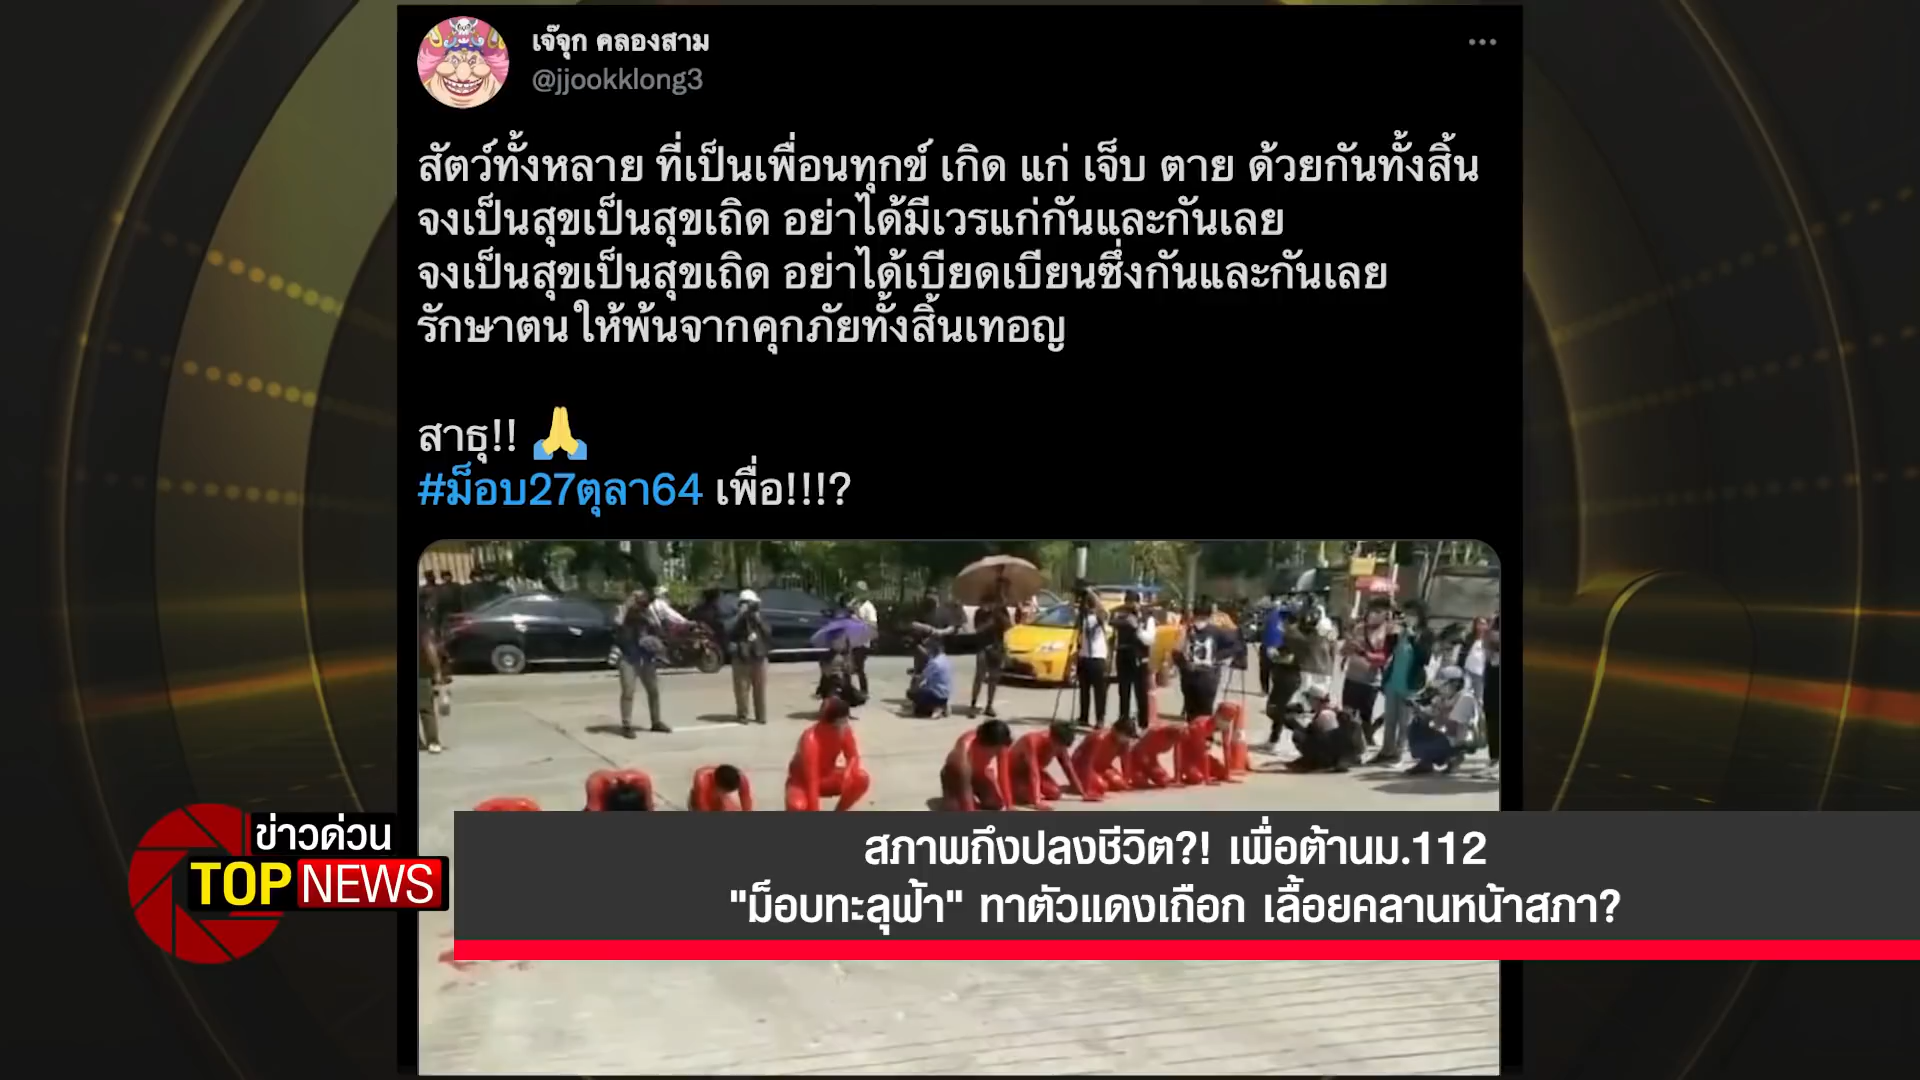 เจ๊จุก คลองสาม
@jjookklong3
สัตว์ทั้งหลาย ที่เป็นเพื่อนทุกข์ เกิด แก่ เจ็บ ตาย ด้วยกันทั้งสิ้น
จงเป็นสุขเป็นสุขเถิด อย่าได้มีเวรแก่กันและกันเลย
จงเป็นสุขเป็นสุขเถิด อย่าได้เบียดเบียนซึ่งกันและกันเลย
รักษาตน ให้พ้นจากคุกภัยทั้งสิ้นเทอญ
สาธุ!! 🙏
#ม็อบ27ตุลา64 เพื่อ!!!?
ข่าวด่วน
TOP NEWS
สภาพถึงปลงชีวิต?! เพื่อต้านม.112
"ม็อบทะลุฟ้า" ทาตัวแดงเถือก เลื้อยคลานหน้าสภา?